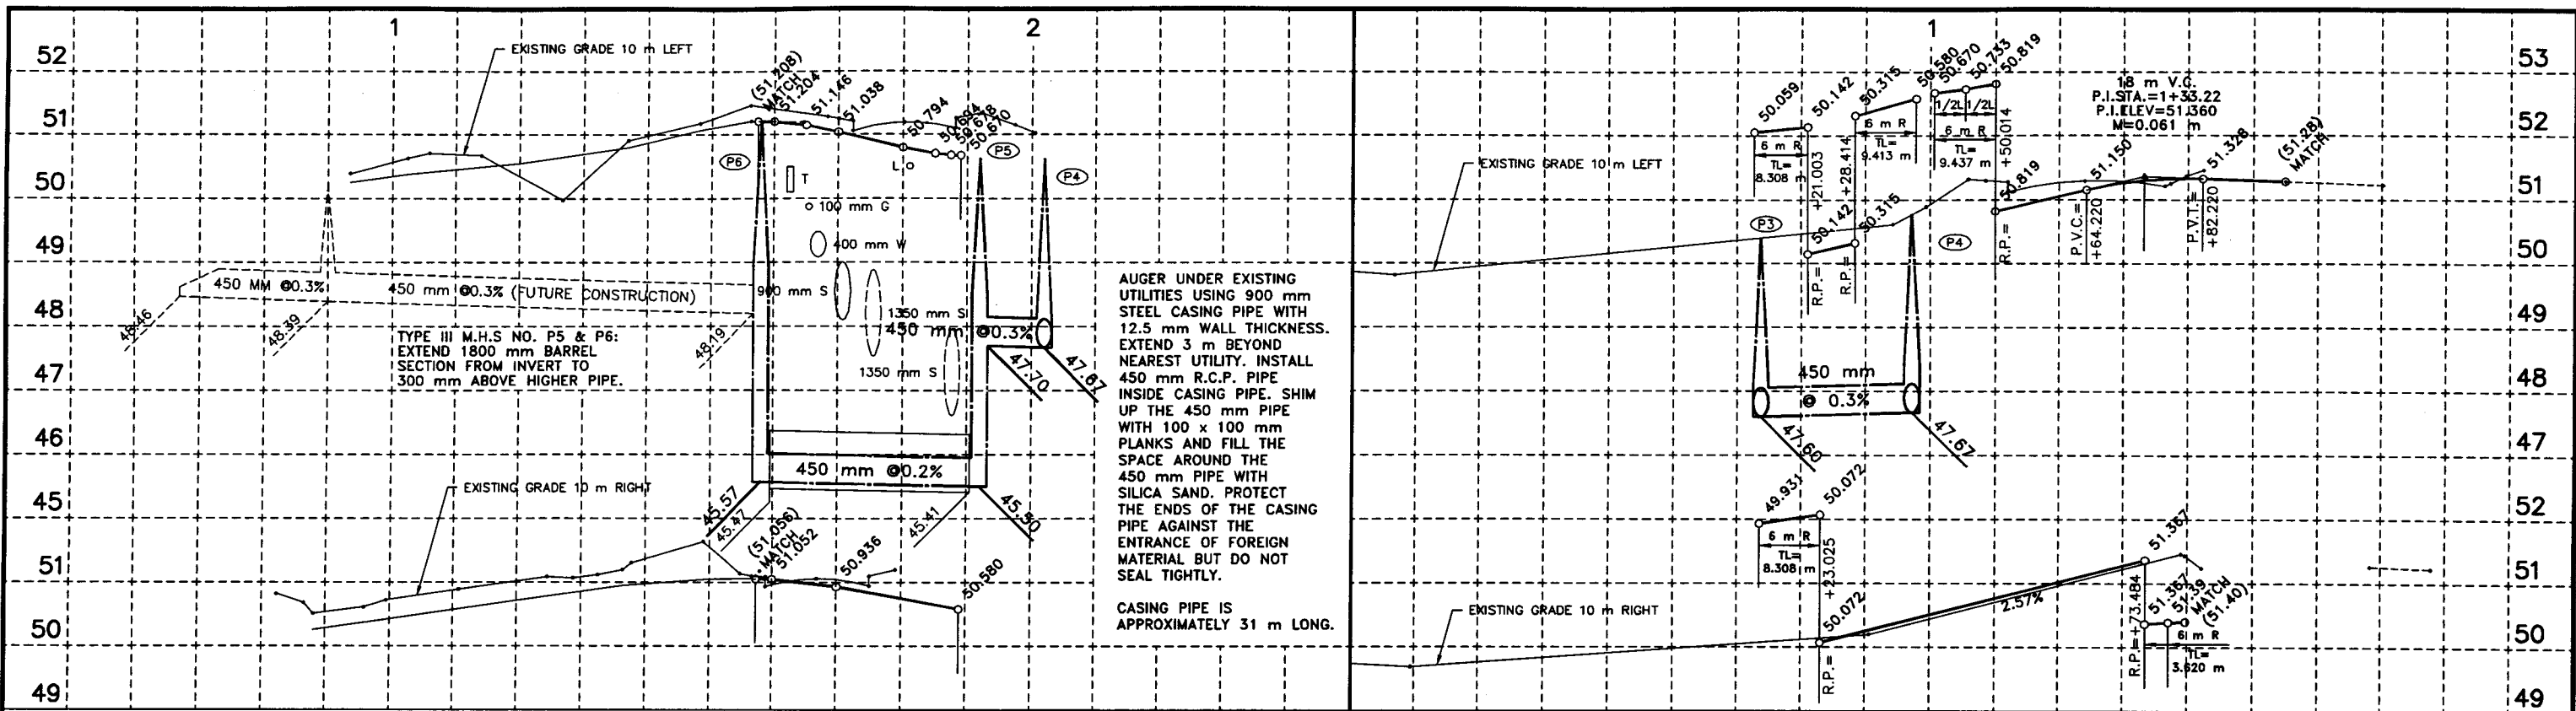 1
2
52
51
50
49
48
47
46
45
51
50
49
EXISTING GRADE 10 m LEFT
(51.208)
MATCH
51.204
51.146
51.038
50.794
50.694
50.678
50.670
P6
P5
P4
T
L
100 mm G
400 mm W
900 mm S
1350 mm S
1350 mm S
450 MM @0.3%
450 mm @0.3% (FUTURE CONSTRUCTION)
48.46
48.39
48.19
TYPE III M.H.S NO. P5 & P6:
EXTEND 1800 mm BARREL
SECTION FROM INVERT TO
300 mm ABOVE HIGHER PIPE.
450 mm @0.3%
47.70
47.67
450 mm @0.2%
45.57
45.47
45.41
45.50
EXISTING GRADE 10 m RIGHT
(51.056)
MATCH
51.052
50.936
50.580
AUGER UNDER EXISTING
UTILITIES USING 900 mm
STEEL CASING PIPE WITH
12.5 mm WALL THICKNESS.
EXTEND 3 m BEYOND
NEAREST UTILITY. INSTALL
450 mm R.C.P. PIPE
INSIDE CASING PIPE. SHIM
UP THE 450 mm PIPE
WITH 100 x 100 mm
PLANKS AND FILL THE
SPACE AROUND THE
450 mm PIPE WITH
SILICA SAND. PROTECT
THE ENDS OF THE CASING
PIPE AGAINST THE
ENTRANCE OF FOREIGN
MATERIAL BUT DO NOT
SEAL TIGHTLY.
CASING PIPE IS
APPROXIMATELY 31 m LONG.
1
EXISTING GRADE 10 m LEFT
50.059
50.142
50.315
50.580
50.670
50.733
50.819
6 m R
TL=
8.308 m
6 m R
TL=
9.413 m
1/2L
1/2L
6 m R
TL=
9.437 m
R.P.= +21.003
R.P.= +28.414
R.P.= +50.014
50.142
50.315
50.819
51.150
51.328
(51.28)
MATCH
18 m V.C.
P.I.STA.=1+33.22
P.I.ELEV=51.360
M=0.061 m
P.V.C.=
+64.220
P.V.T.=
+82.220
P3
P4
450 mm
@ 0.3%
47.60
47.67
49.931
50.072
6 m R
TL=
8.308 m
R.P.= +23.025
50.072
EXISTING GRADE 10 m RIGHT
2.57%
51.367
R.P.=+73.484
51.367
51.39
MATCH
(51.40)
6 m R
TL=
3.620 m
53
52
51
50
49
48
47
52
51
50
49